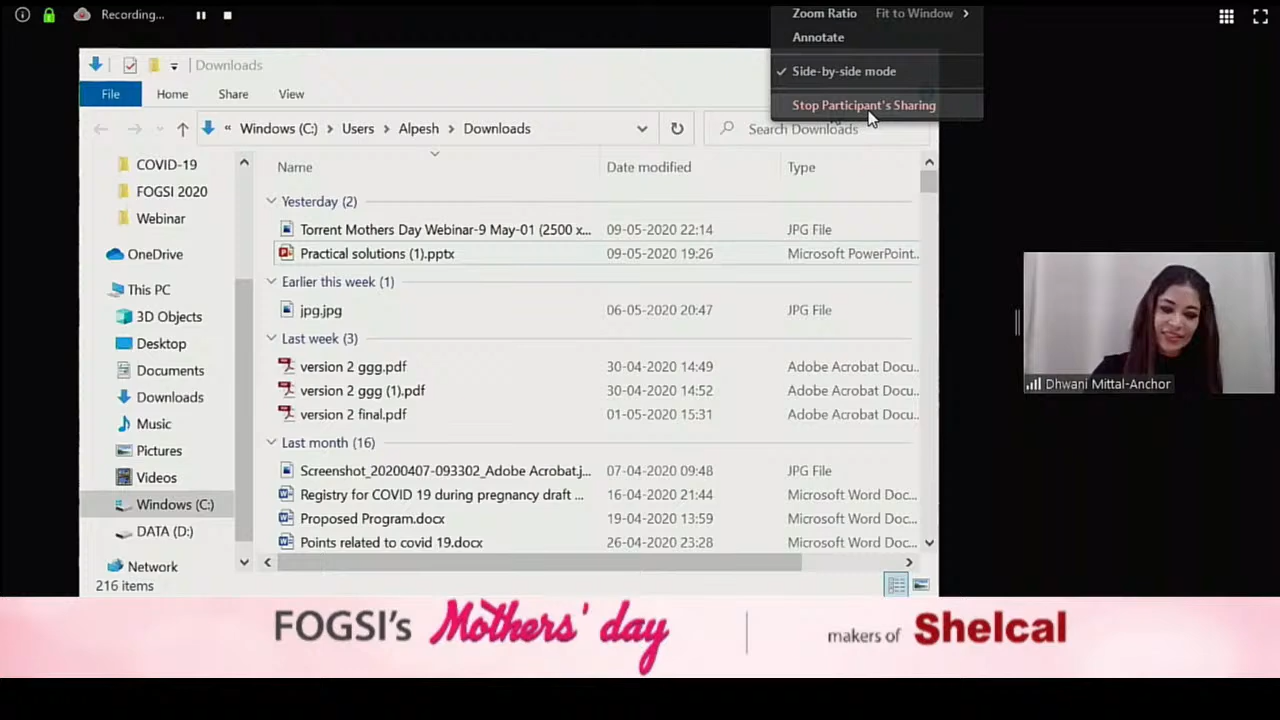 Recording...
Zoom Ratio Fit to Window
Annotate
Side-by-side mode
Stop Participant's Sharing
Downloads
File Home Share View
« Windows (C:) Users Alpesh Downloads
Search Downloads
COVID-19
FOGSI 2020
Webinar
OneDrive
This PC
3D Objects
Desktop
Documents
Downloads
Music
Pictures
Videos
Windows (C:)
DATA (D:)
Network
216 items
Name Date modified Type
Yesterday (2)
Torrent Mothers Day Webinar-9 May-01 (2500 x... 09-05-2020 22:14 JPG File
Practical solutions (1).pptx 09-05-2020 19:26 Microsoft PowerPoint...
Earlier this week (1)
jpg.jpg 06-05-2020 20:47 JPG File
Last week (3)
version 2 ggg.pdf 30-04-2020 14:49 Adobe Acrobat Docu...
version 2 ggg (1).pdf 30-04-2020 14:52 Adobe Acrobat Docu...
version 2 final.pdf 01-05-2020 15:31 Adobe Acrobat Docu...
Last month (16)
Screenshot_20200407-093302_Adobe Acrobat.j... 07-04-2020 09:48 JPG File
Registry for COVID 19 during pregnancy draft ... 16-04-2020 21:44 Microsoft Word Doc...
Proposed Program.docx 19-04-2020 13:59 Microsoft Word Doc...
Points related to covid 19.docx 26-04-2020 23:28 Microsoft Word Doc...
Dhwani Mittal-Anchor
FOGSI's Mothers' day makers of Shelcal